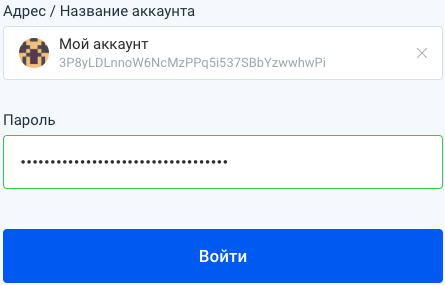 Адрес / Название аккаунта
Мой аккаунт
3P8yLDLnnoW6NcMzPPq5i537SBbYzwwhwPi
Пароль
Войти